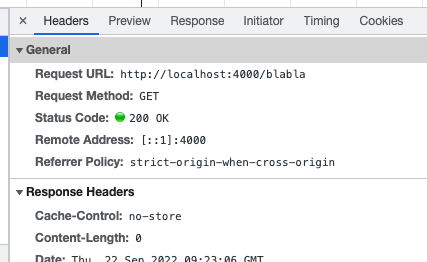 × Headers Preview Response Initiator Timing Cookies
▼ General
Request URL: http://localhost:4000/blabla
Request Method: GET
Status Code: 200 OK
Remote Address: [::1]:4000
Referrer Policy: strict-origin-when-cross-origin
▼ Response Headers
Cache-Control: no-store
Content-Length: 0
Date: Thu, 22 Sep 2022 09:23:06 GMT